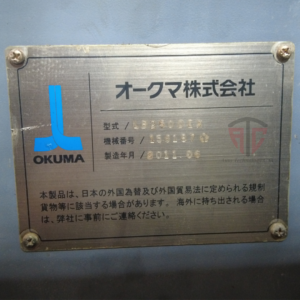 オークマ株式会社
型式 /
機械番号 /
製造年月 / 2011.06
OKUMA
本製品は、日本の外国為替及び外国貿易法に定められる規制
貨物等に該当する場合があります。海外に持ち出される場合
は、弊社に事前にご連絡ください。